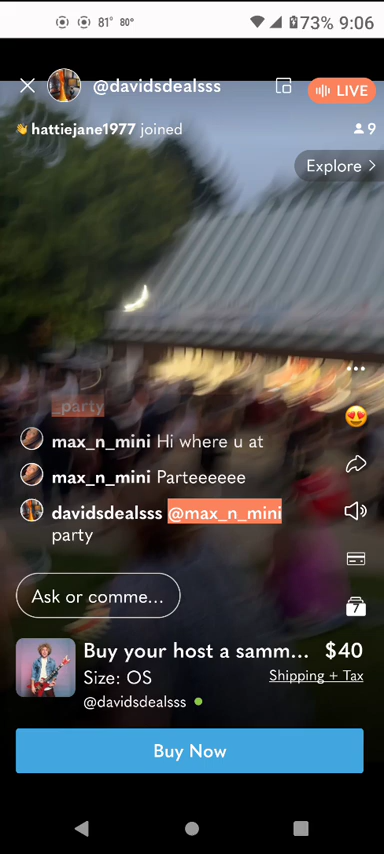 81° 80° 73% 9:06
@davidsdealsss LIVE
hattiejane1977 joined 9
Explore
_party
max_n_mini Hi where u at
max_n_mini Parteeeeee
davidsdealsss @max_n_mini
party
7
Ask or comme...
Buy your host a samm... $40
Size: OS Shipping + Tax
@davidsdealsss
Buy Now